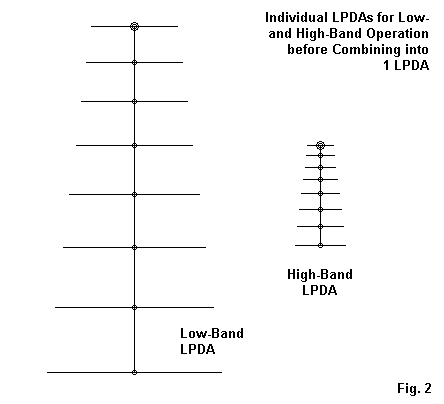 Individual LPDAs for Low-
and High-Band Operation
before Combining into
1 LPDA
High-Band
LPDA
Low-Band
LPDA
Fig. 2